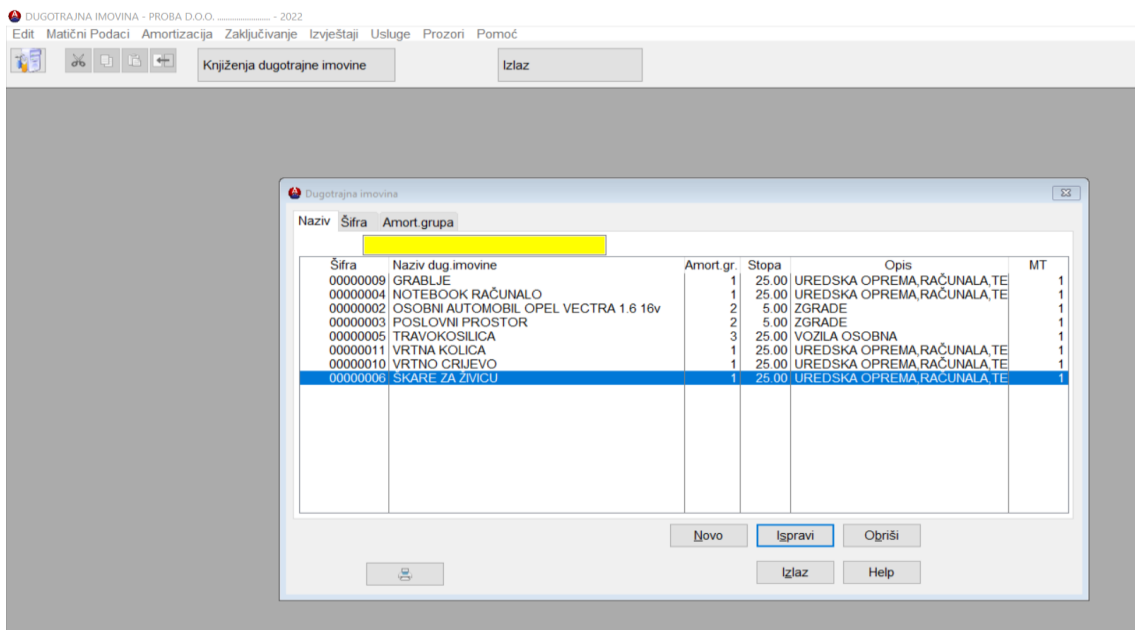 DUGOTRAJNA IMOVINA - PROBA D.O.O. ........................ - 2022
Edit Matični Podaci Amortizacija Zaključivanje Izvještaji Usluge Prozori Pomoć
Knjiženja dugotrajne imovine Izlaz
Dugotrajna imovina
Naziv Šifra Amort.grupa
Šifra Naziv dug.imovine Amort.gr. Stopa Opis MT
00000009 GRABLJE 1 25.00 UREDSKA OPREMA,RAČUNALA,TE 1
00000004 NOTEBOOK RAČUNALO 1 25.00 UREDSKA OPREMA,RAČUNALA,TE 1
00000002 OSOBNI AUTOMOBIL OPEL VECTRA 1.6 16v 2 5.00 ZGRADE 1
00000003 POSLOVNI PROSTOR 2 5.00 ZGRADE 1
00000005 TRAVOKOSILICA 3 25.00 VOZILA OSOBNA 1
00000011 VRTNA KOLICA 1 25.00 UREDSKA OPREMA,RAČUNALA,TE 1
00000010 VRTNO CRIJEVO 1 25.00 UREDSKA OPREMA,RAČUNALA,TE 1
00000006 ŠKARE ZA ŽIVICU 1 25.00 UREDSKA OPREMA,RAČUNALA,TE 1
Novo Ispravi Obriši
Izlaz Help